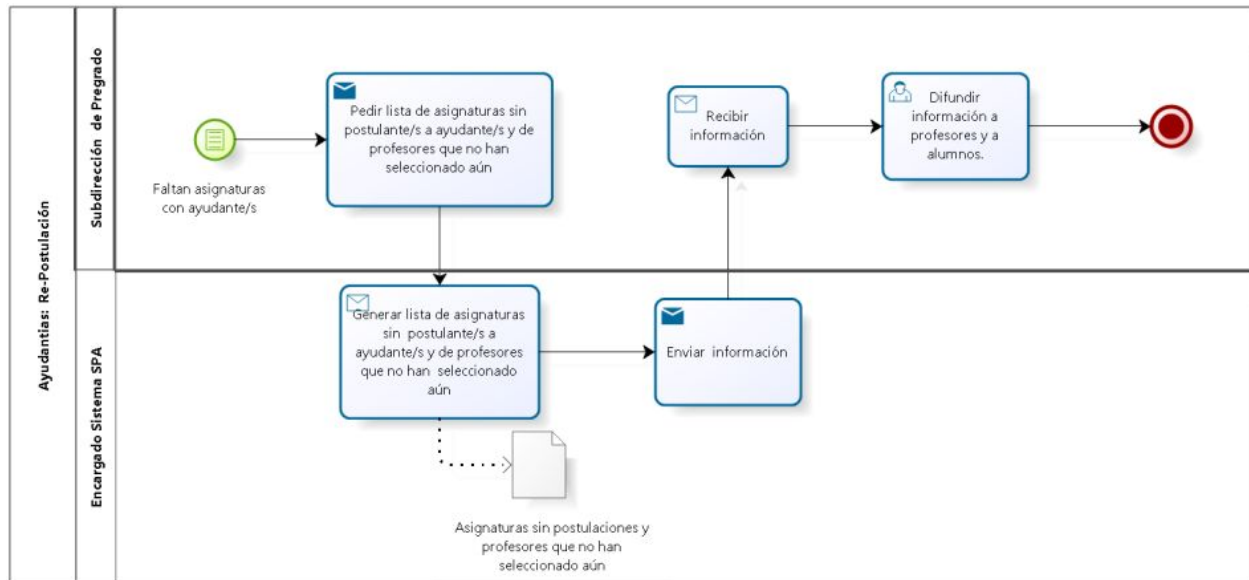 Ayudantias: Re-Postulación
Subdirección de Pregrado
Faltan asignaturas
con ayudante/s
Pedir lista de asignaturas sin
postulante/s a ayudante/s y de
profesores que no han
seleccionado aún
Recibir
información
Difundir
información a
profesores y a
alumnos.
Encargado Sistema SPA
Generar lista de asignaturas
sin postulante/s a
ayudante/s y de profesores
que no han seleccionado
aún
Enviar información
Asignaturas sin postulaciones y
profesores que no han
seleccionado aún